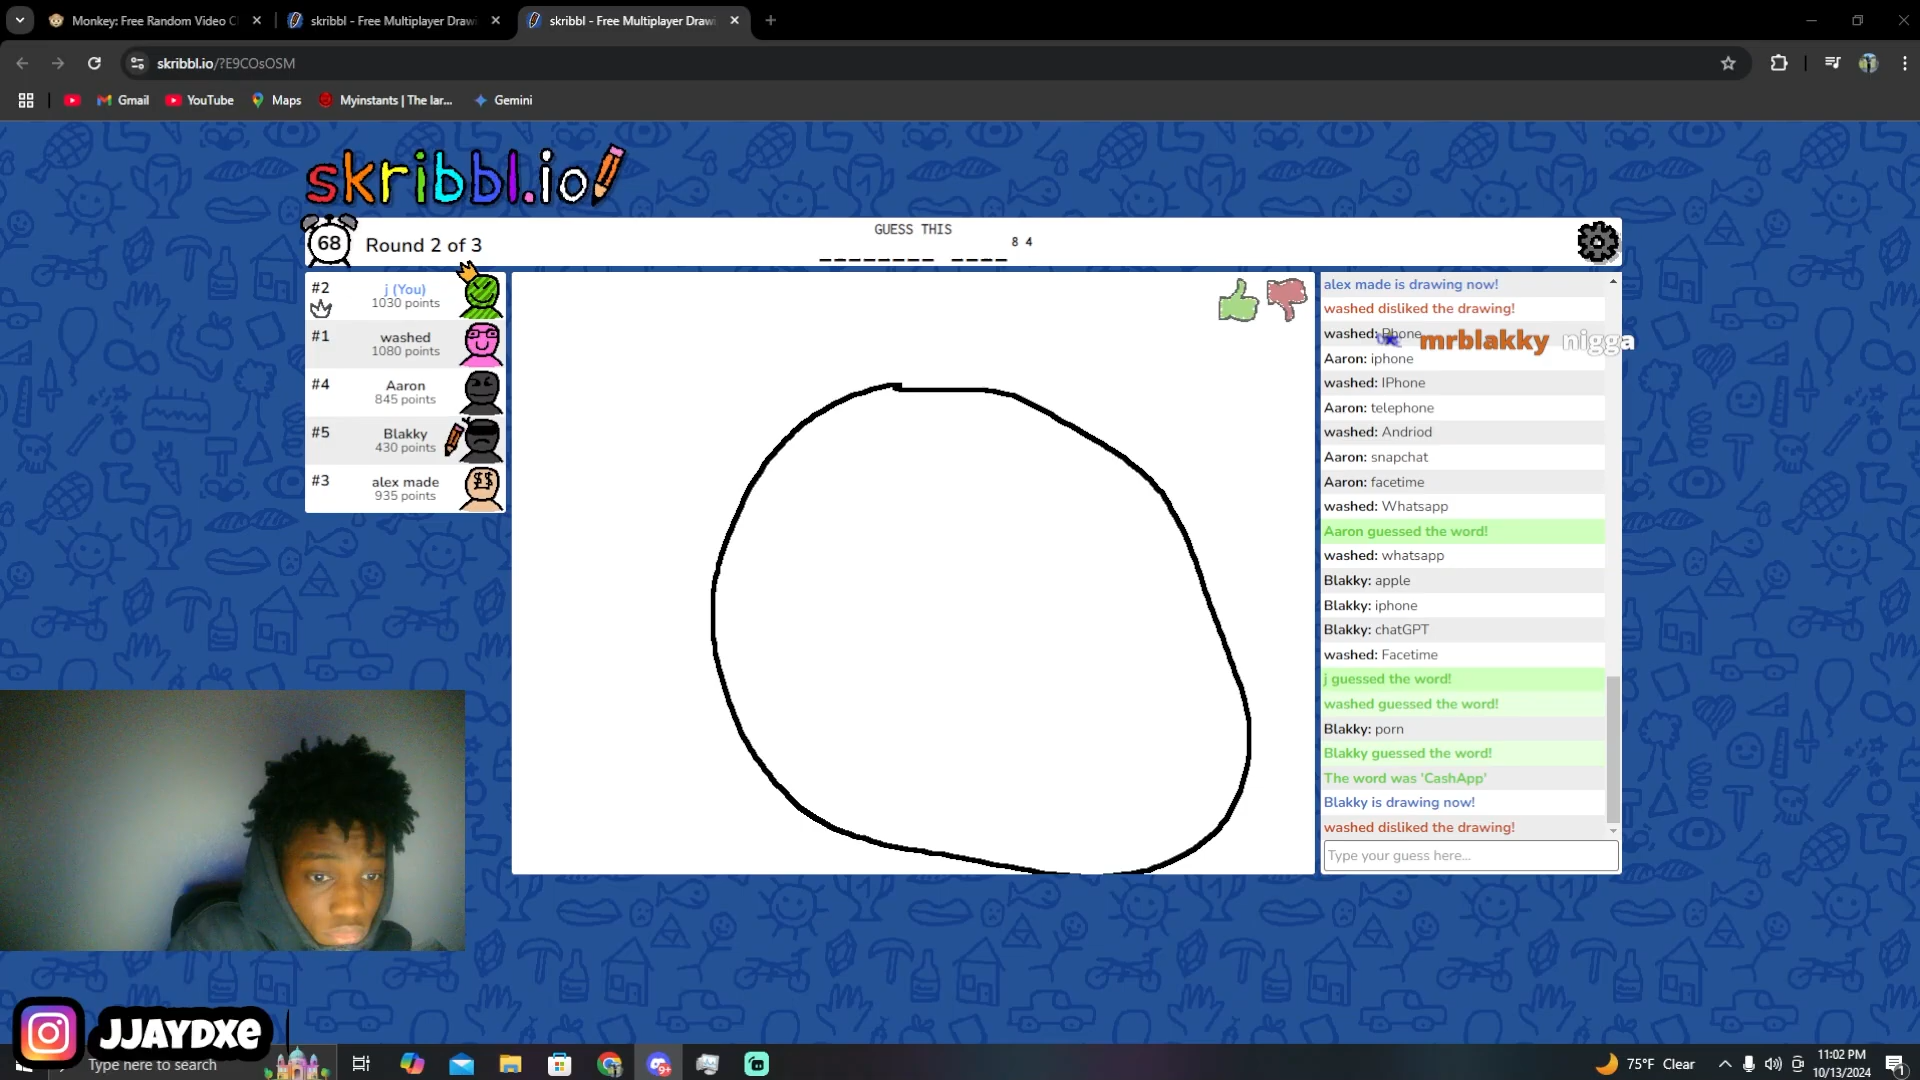 Monkey: Free Random Video C
skribbl - Free Multiplayer Drawi
skribbl - Free Multiplayer Drawi
skribbl.io/?E9COsOSM
Gmail
YouTube
Maps
Myinstants | The lar...
Gemini
skribbl.io
68
Round 2 of 3
GUESS THIS
________ ____ 8 4
#2 j (You)
1030 points
#1 washed
1080 points
#4 Aaron
845 points
#5 Blakky
430 points
#3 alex made
935 points
alex made is drawing now!
washed disliked the drawing!
washed: Phone
mrblakky nigga
Aaron: iphone
washed: IPhone
Aaron: telephone
washed: Andriod
Aaron: snapchat
Aaron: facetime
washed: Whatsapp
Aaron guessed the word!
washed: whatsapp
Blakky: apple
Blakky: iphone
Blakky: chatGPT
washed: Facetime
j guessed the word!
washed guessed the word!
Blakky: porn
Blakky guessed the word!
The word was 'CashApp'
Blakky is drawing now!
washed disliked the drawing!
Type your guess here...
JJAYDXE
Type here to search
9+
75°F Clear
11:02 PM
10/13/2024
1